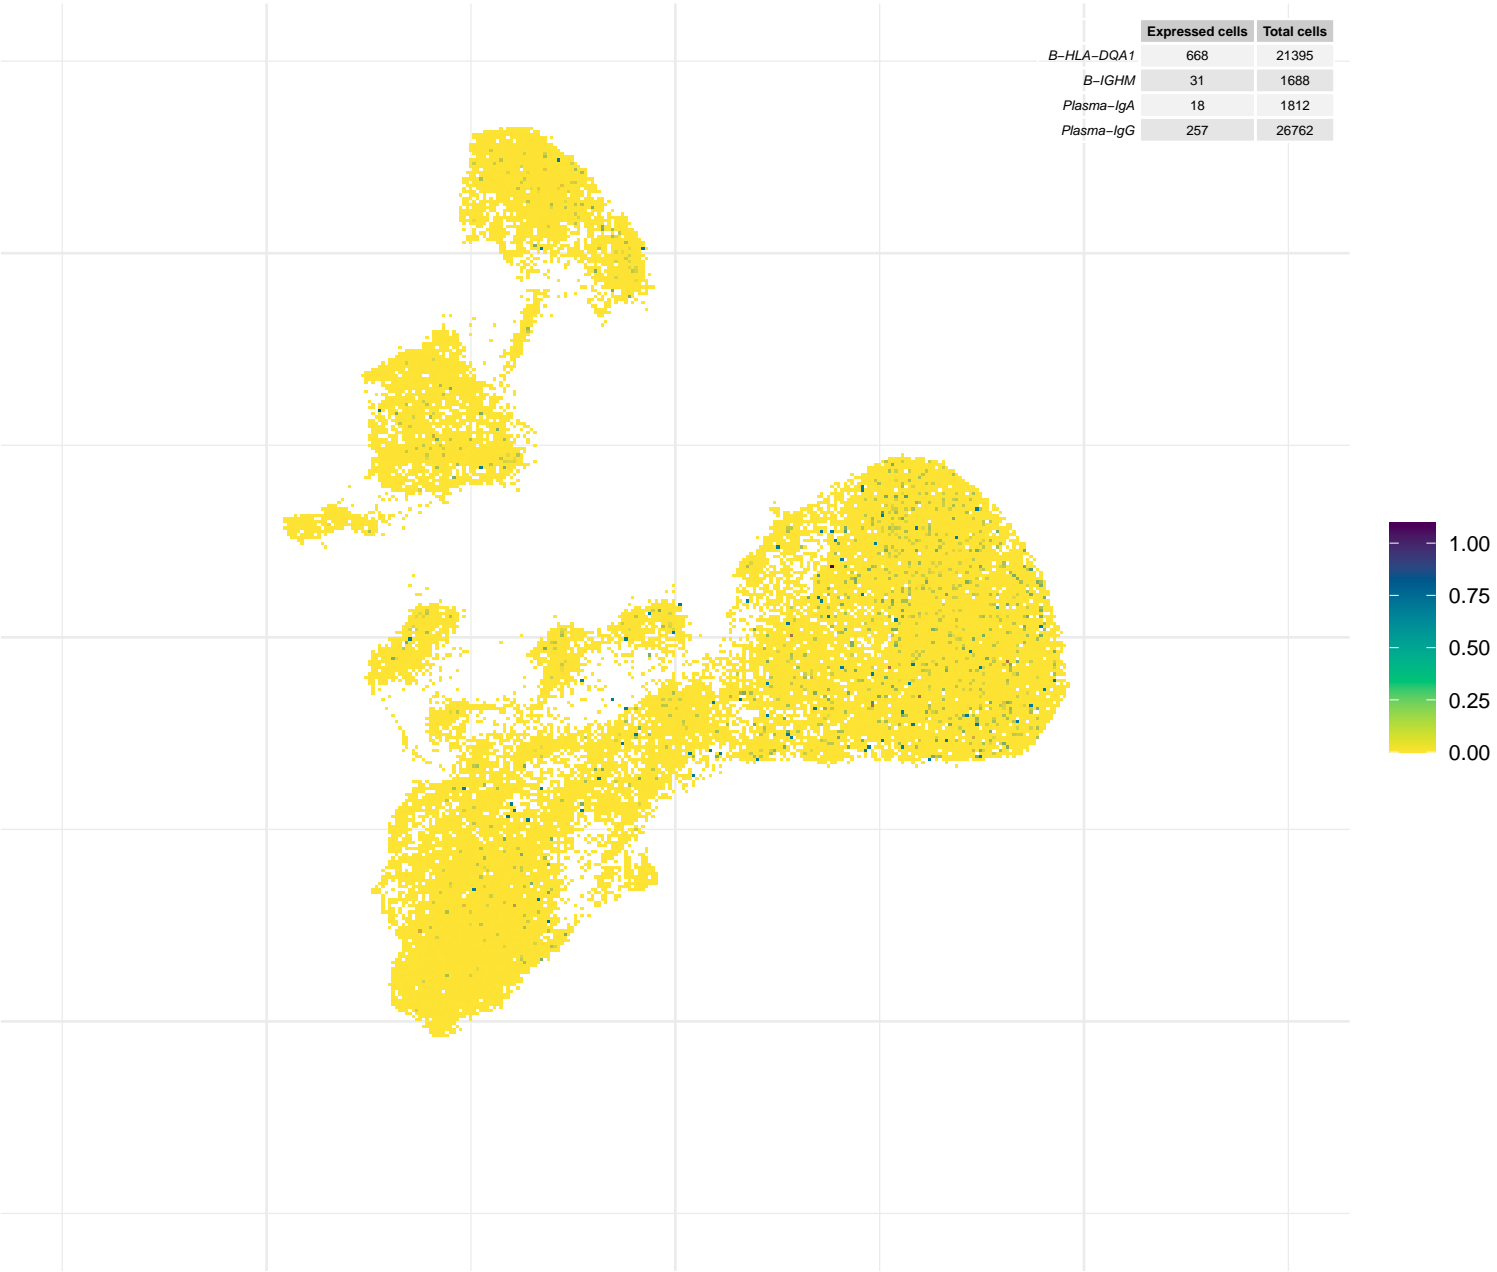 Expressed cells Total cells
B−HLA−DQA1 668 21395
B−IGHM 31 1688
Plasma−IgA 18 1812
Plasma−IgG 257 26762
1.00
0.75
0.50
0.25
0.00